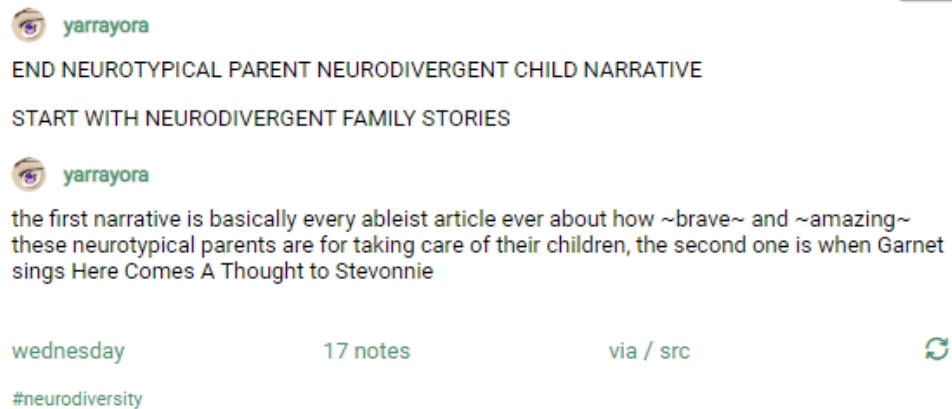 yarrayora
END NEUROTYPICAL PARENT NEURODIVERGENT CHILD NARRATIVE
START WITH NEURODIVERGENT FAMILY STORIES
yarrayora
the first narrative is basically every ableist article ever about how ~brave~ and ~amazing~
these neurotypical parents are for taking care of their children, the second one is when Garnet
sings Here Comes A Thought to Stevonnie
wednesday 17 notes via / src
#neurodiversity